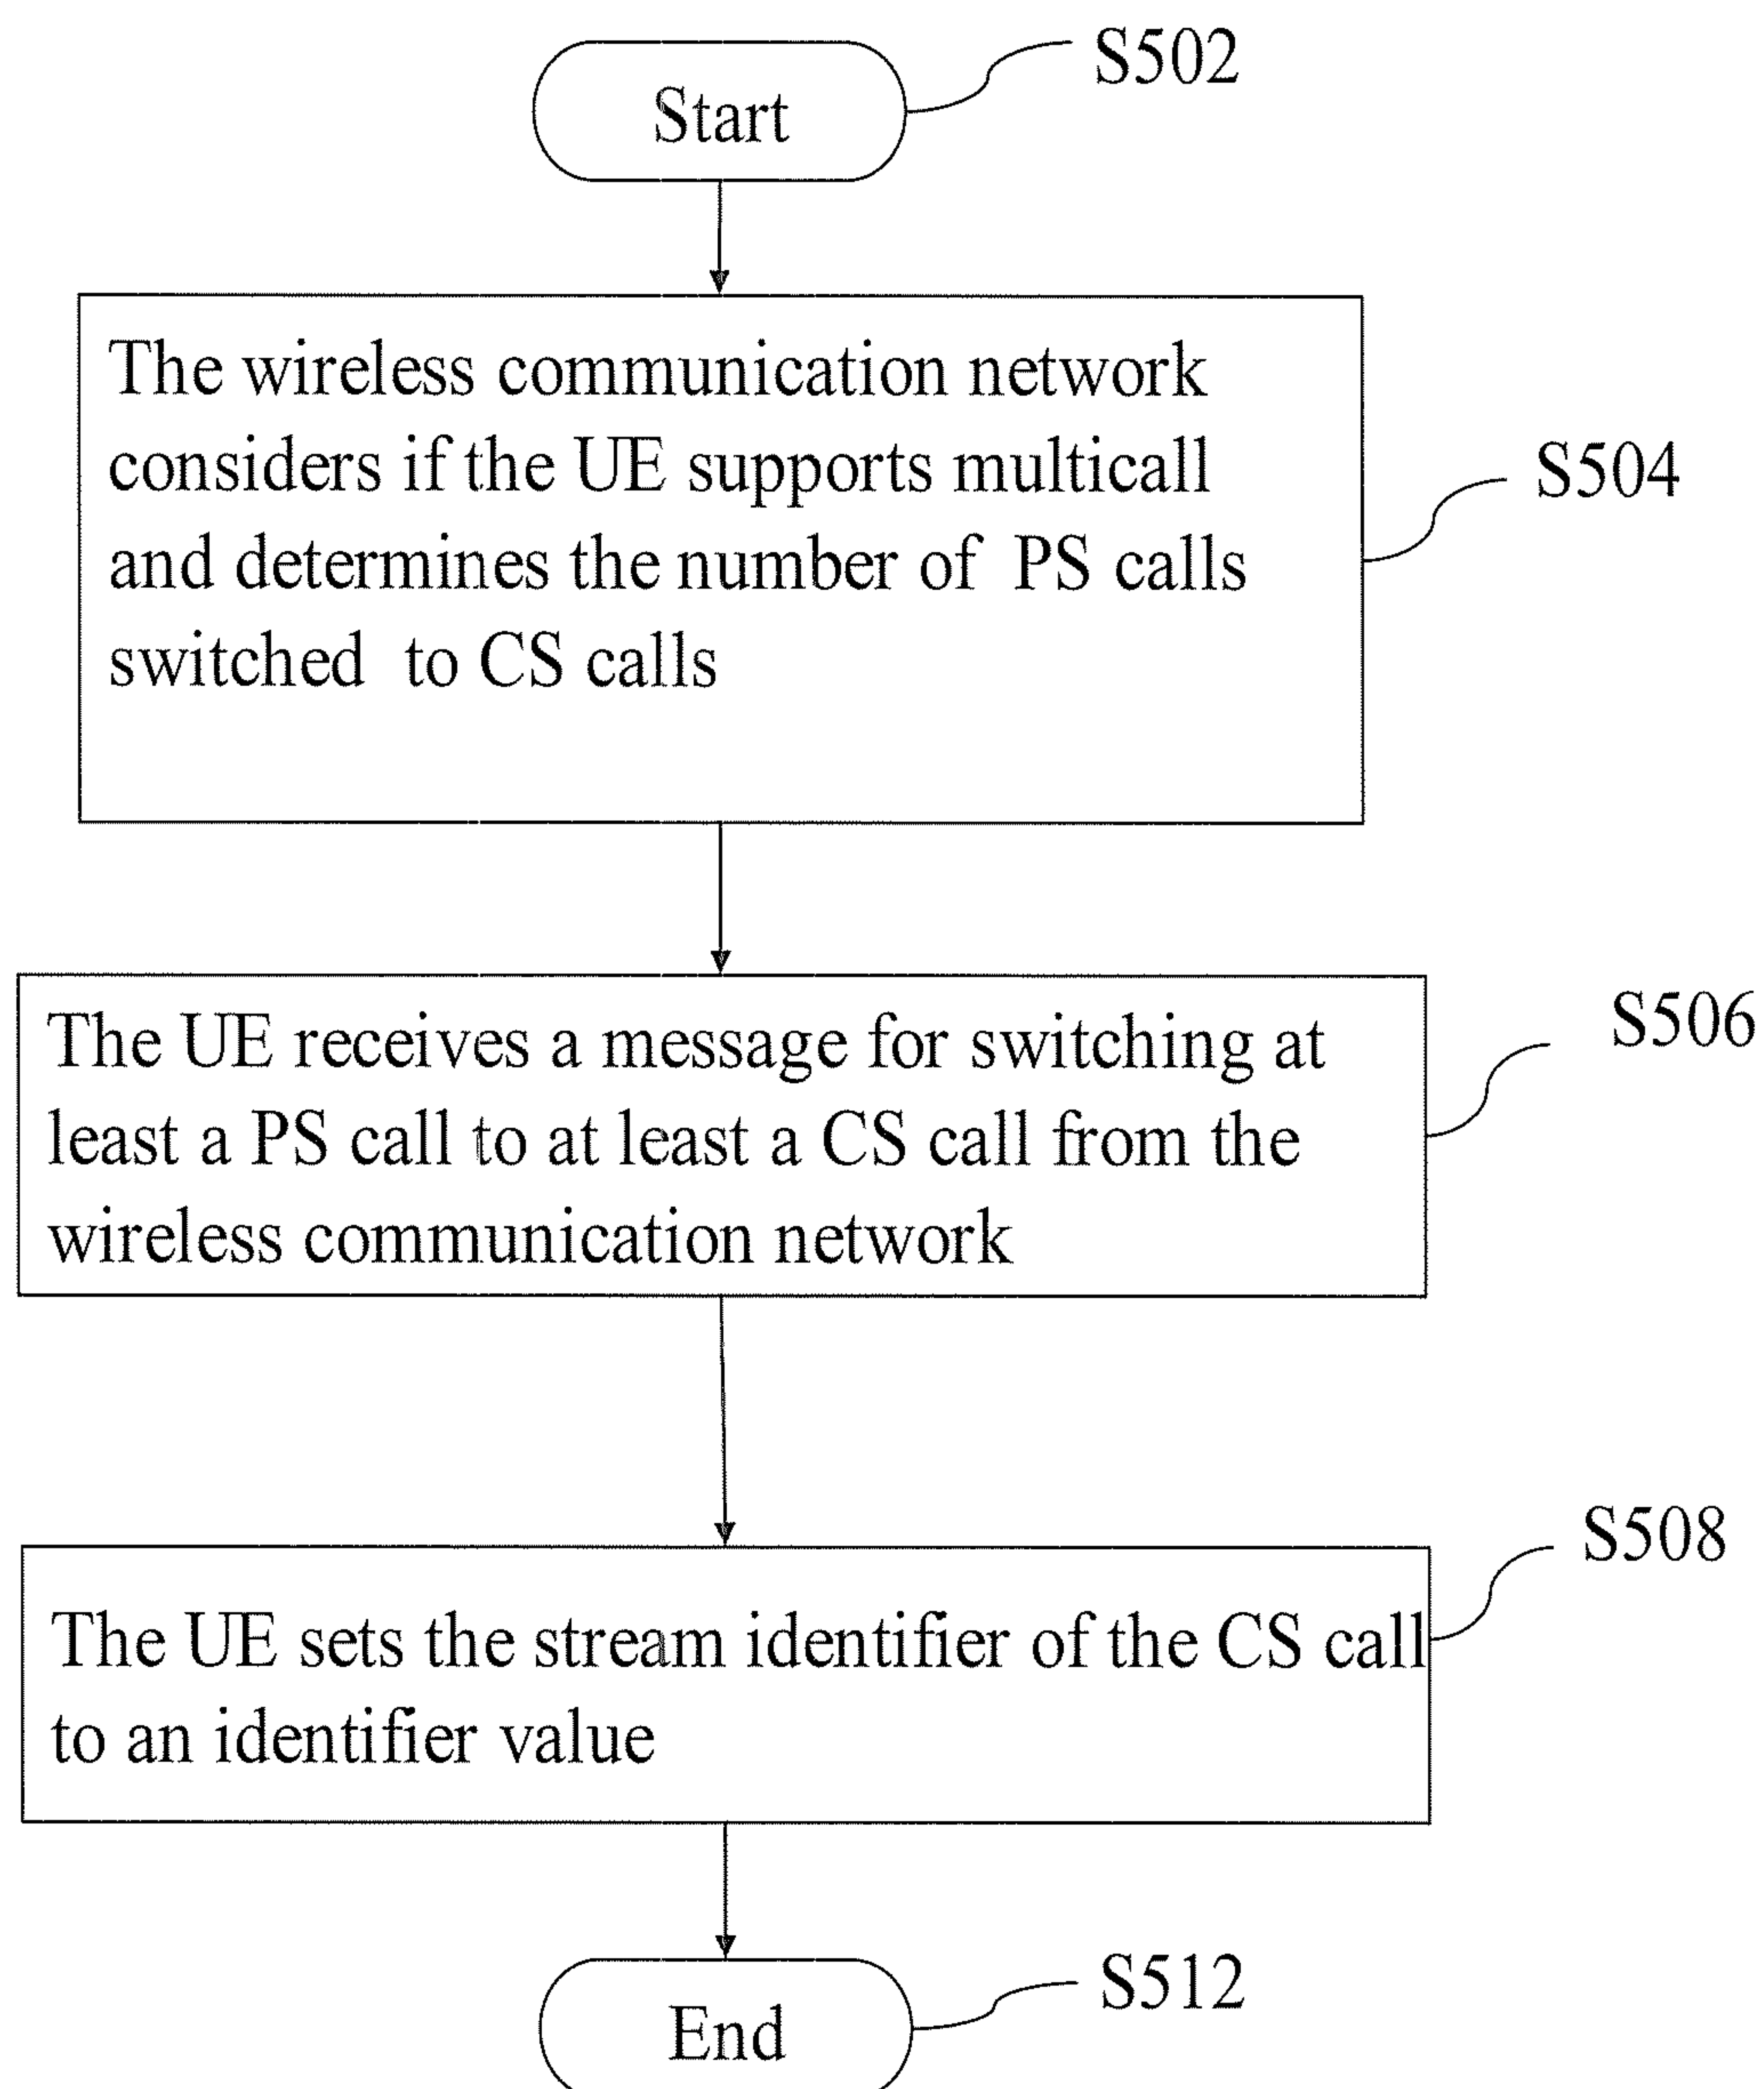 Start
S502
The wireless communication network
considers if the UE supports multicall
and determines the number of PS calls
switched to CS calls
S504
The UE receives a message for switching at
least a PS call to at least a CS call from the
wireless communication network
S506
The UE sets the stream identifier of the CS call
to an identifier value
S508
End
S512